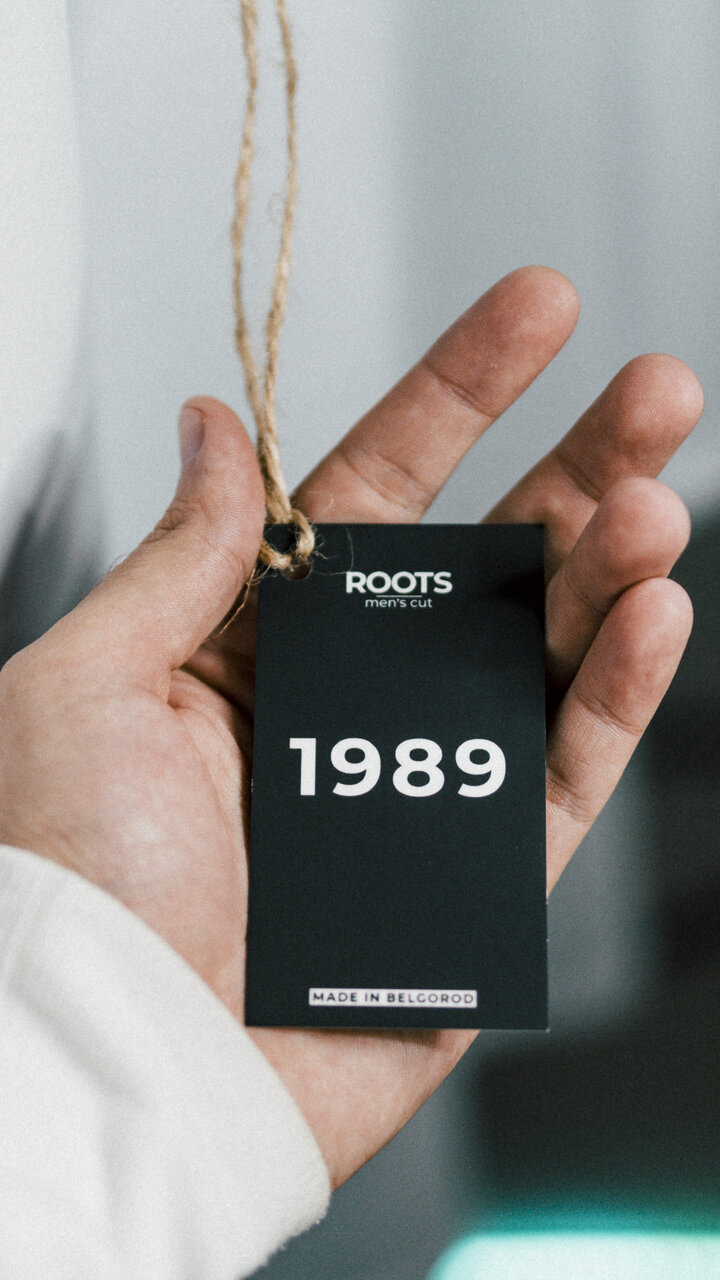 ROOTS
men's cut
1989
MADE IN BELGOROD